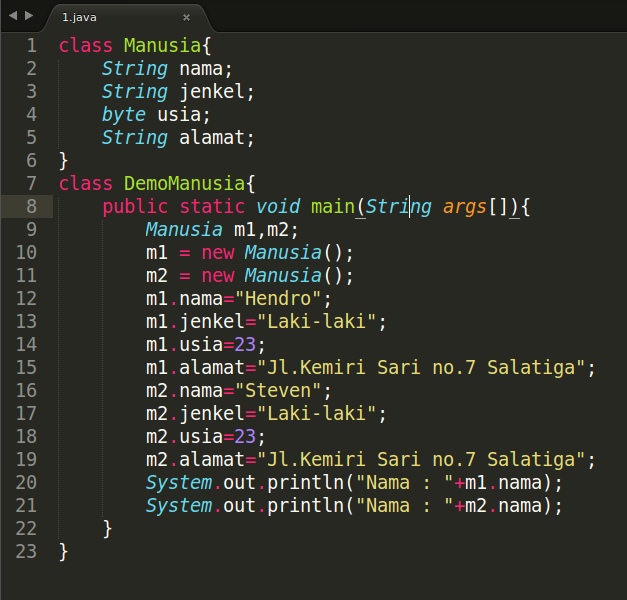 1.java
1 class Manusia{
2     String nama;
3     String jenkel;
4     byte usia;
5     String alamat;
6 }
7 class DemoManusia{
8     public static void main(String args[]){
9         Manusia m1,m2;
10         m1 = new Manusia();
11         m2 = new Manusia();
12         m1.nama="Hendro";
13         m1.jenkel="Laki-laki";
14         m1.usia=23;
15         m1.alamat="Jl.Kemiri Sari no.7 Salatiga";
16         m2.nama="Steven";
17         m2.jenkel="Laki-laki";
18         m2.usia=23;
19         m2.alamat="Jl.Kemiri Sari no.7 Salatiga";
20         System.out.println("Nama : "+m1.nama);
21         System.out.println("Nama : "+m2.nama);
22     }
23 }